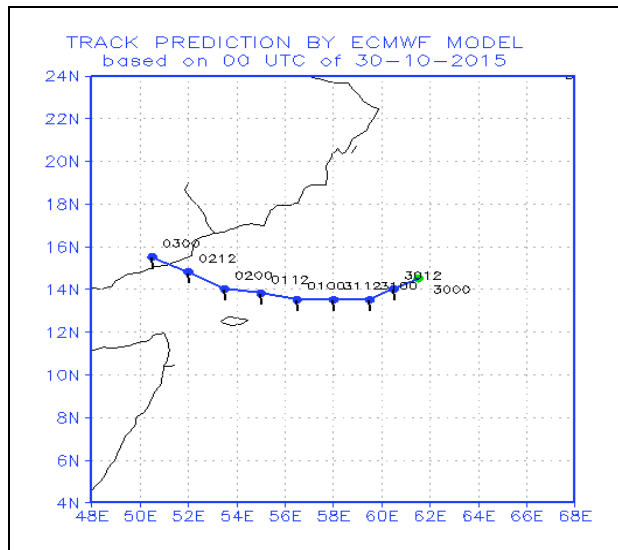 TRACK PREDICTION BY ECMWF MODEL
based on 00 UTC of 30-10-2015
24N
22N
20N
18N
16N
14N
12N
10N
8N
6N
4N
0300
0212
0200
0112
0100
3112
3100
3012
3000
48E 50E 52E 54E 56E 58E 60E 62E 64E 66E 68E